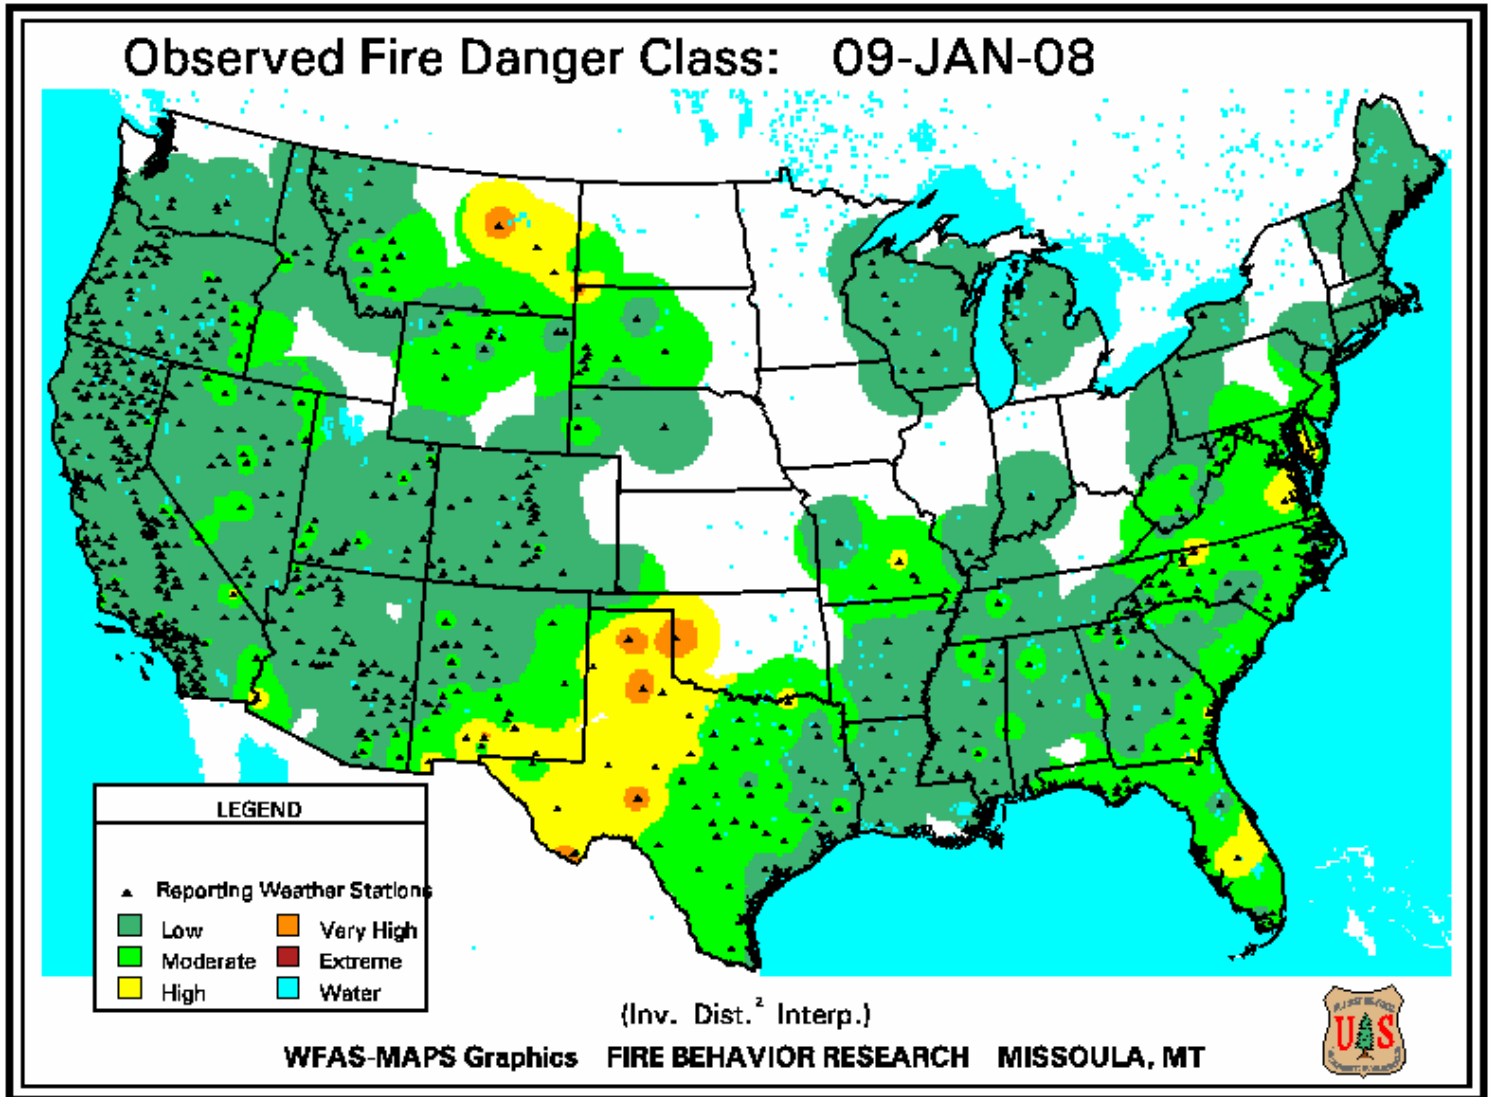 Observed Fire Danger Class: 09-JAN-08
LEGEND
Reporting Weather Stations
Low
Very High
Moderate
Extreme
High
Water
(Inv. Dist.² Interp.)
WFAS-MAPS Graphics FIRE BEHAVIOR RESEARCH MISSOULA, MT
U S